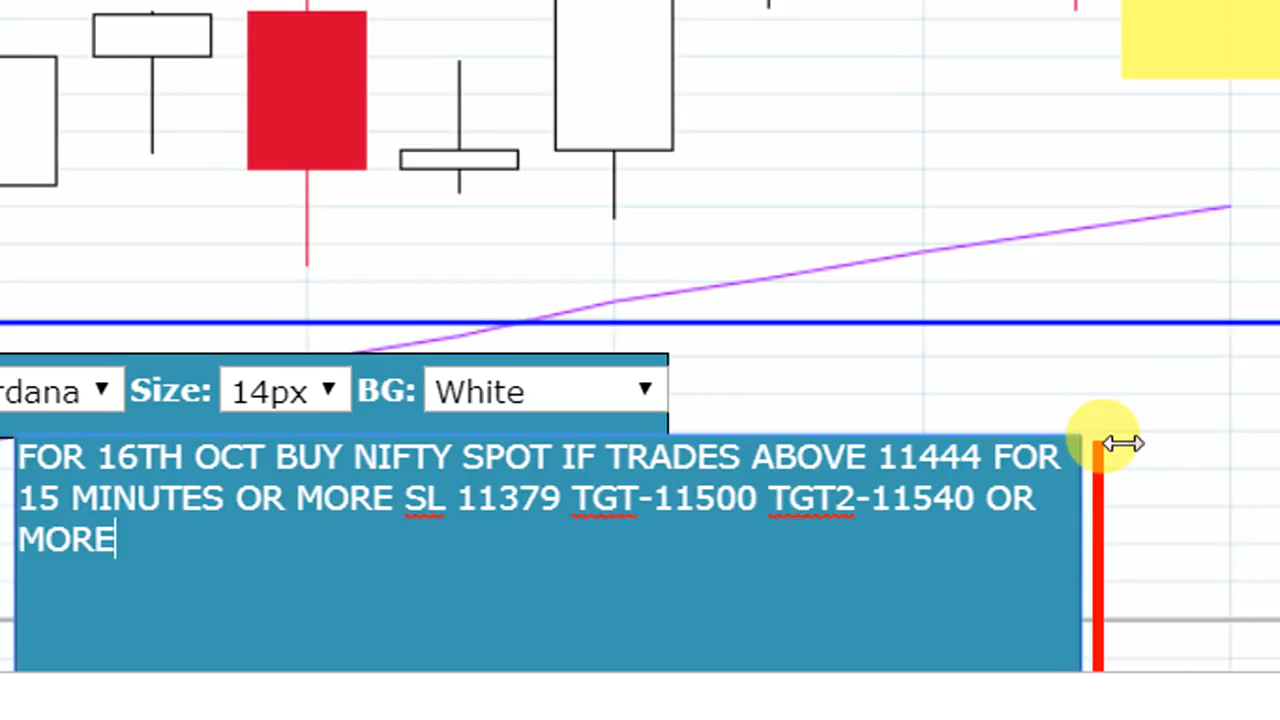 rdana Size: 14px BG: White
FOR 16TH OCT BUY NIFTY SPOT IF TRADES ABOVE 11444 FOR
15 MINUTES OR MORE SL 11379 TGT-11500 TGT2-11540 OR
MORE